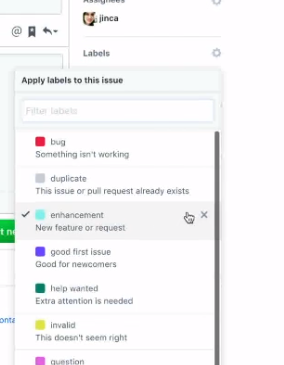 Assignees
jinca
Labels
Apply labels to this issue
Filter labels
bug
Something isn't working
duplicate
This issue or pull request already exists
enhancement
New feature or request
good first issue
Good for newcomers
help wanted
Extra attention is needed
invalid
This doesn't seem right
question